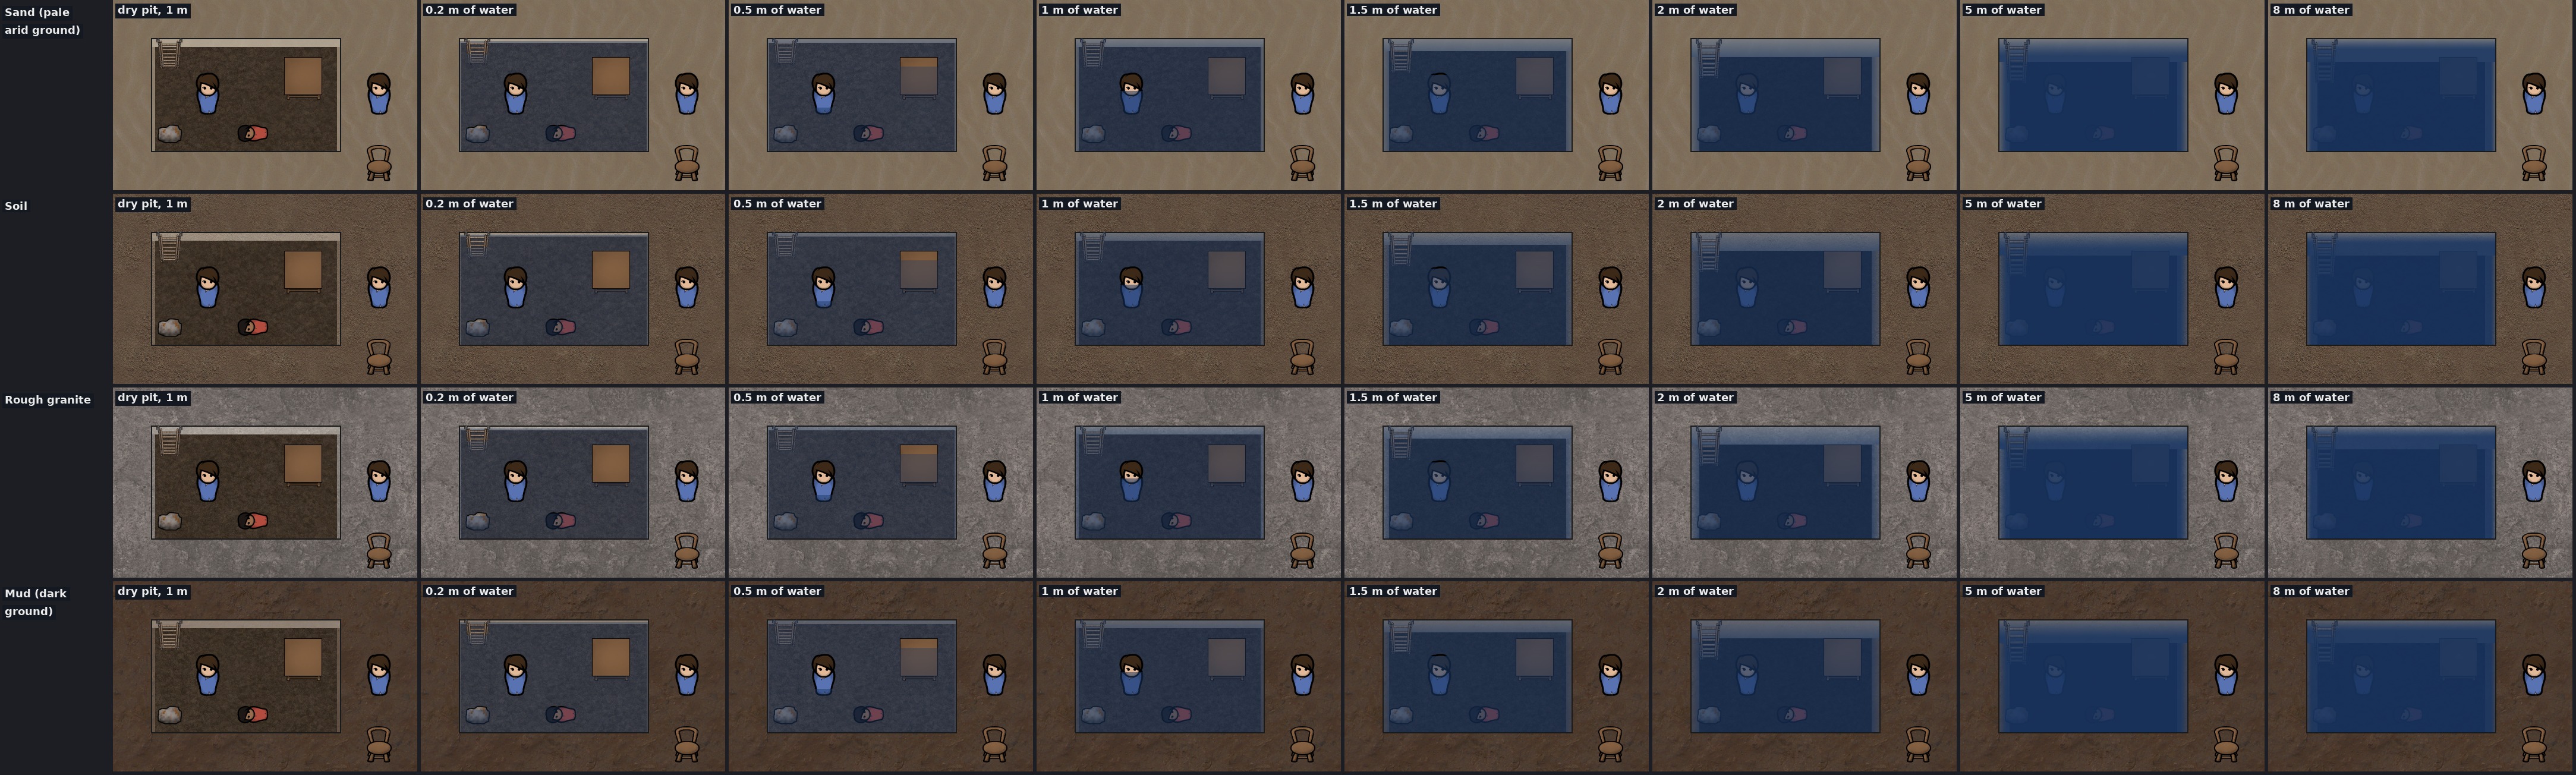 Sand (pale
arid ground)
dry pit, 1 m
0.2 m of water
0.5 m of water
1 m of water
1.5 m of water
2 m of water
5 m of water
8 m of water
Soil
dry pit, 1 m
0.2 m of water
0.5 m of water
1 m of water
1.5 m of water
2 m of water
5 m of water
8 m of water
Rough granite
dry pit, 1 m
0.2 m of water
0.5 m of water
1 m of water
1.5 m of water
2 m of water
5 m of water
8 m of water
Mud (dark
ground)
dry pit, 1 m
0.2 m of water
0.5 m of water
1 m of water
1.5 m of water
2 m of water
5 m of water
8 m of water